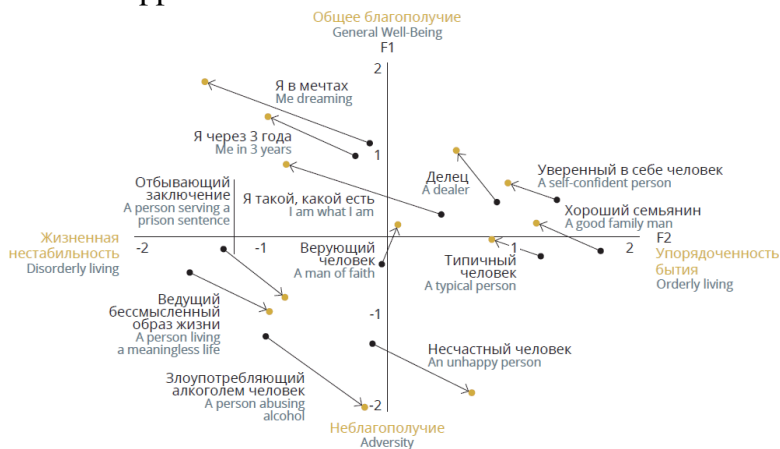 Общее благополучие
General Well-Being
F1
2
Я в мечтах
Me dreaming
Я через 3 года
Me in 3 years
1
Отбывающий
заключение
A person serving a
prison sentence
Я такой, какой есть
I am what I am
Делец
A dealer
Уверенный в себе человек
A self-confident person
Хороший семьянин
A good family man
Жизненная
нестабильность
Disorderly living
-2
-1
Верующий
человек
A man of faith
Типичный
человек
A typical person
1
2
F2
Упорядоченность
бытия
Orderly living
Ведущий
бессмысленный
образ жизни
A person living
a meaningless life
-1
Несчастный человек
An unhappy person
Злоупотребляющий
алкоголем человек
A person abusing
alcohol
-2
Неблагополучие
Adversity